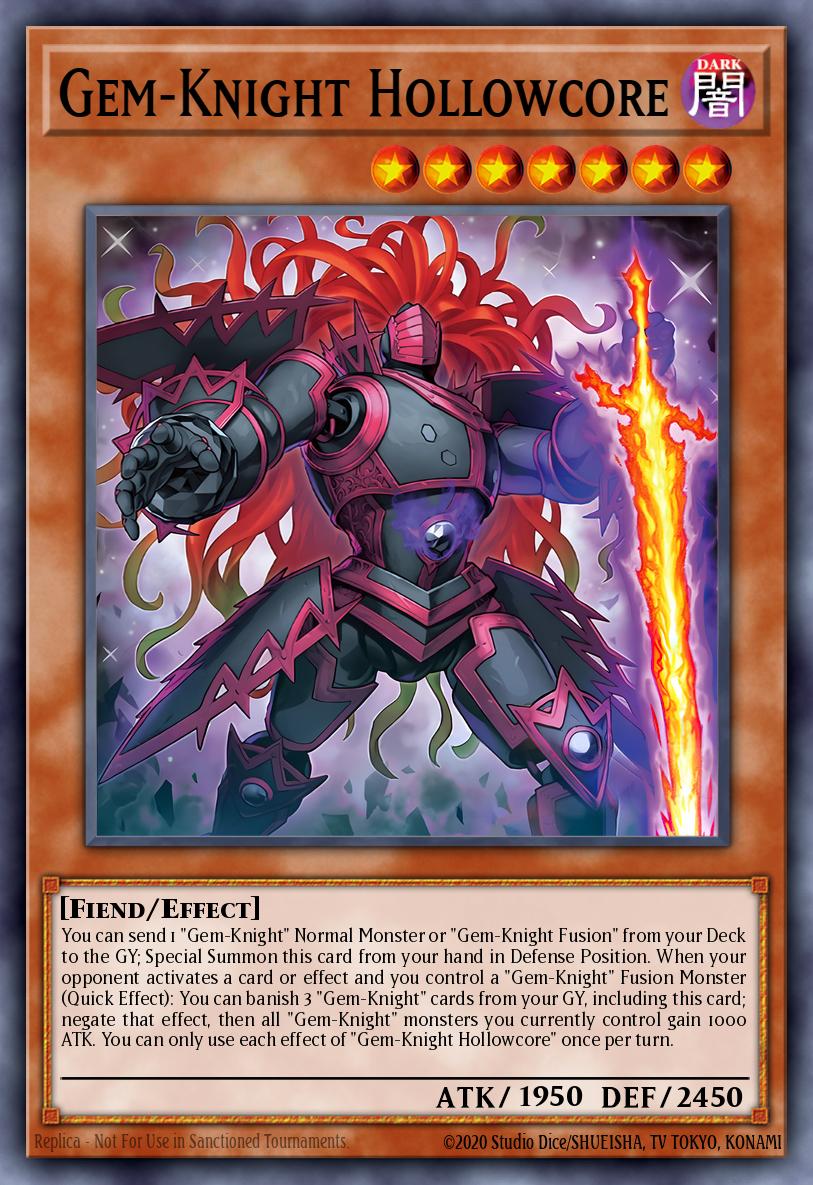 Gem-Knight Hollowcore
DARK
闇
[Fiend/Effect]
You can send 1 "Gem-Knight" Normal Monster or "Gem-Knight Fusion" from your Deck
to the GY; Special Summon this card from your hand in Defense Position. When your
opponent activates a card or effect and you control a "Gem-Knight" Fusion Monster
(Quick Effect): You can banish 3 "Gem-Knight" cards from your GY, including this card;
negate that effect, then all "Gem-Knight" monsters you currently control gain 1000
ATK. You can only use each effect of "Gem-Knight Hollowcore" once per turn.
ATK/ 1950 DEF/2450
Replica - Not For Use in Sanctioned Tournaments.
©2020 Studio Dice/SHUEISHA, TV TOKYO, KONAMI